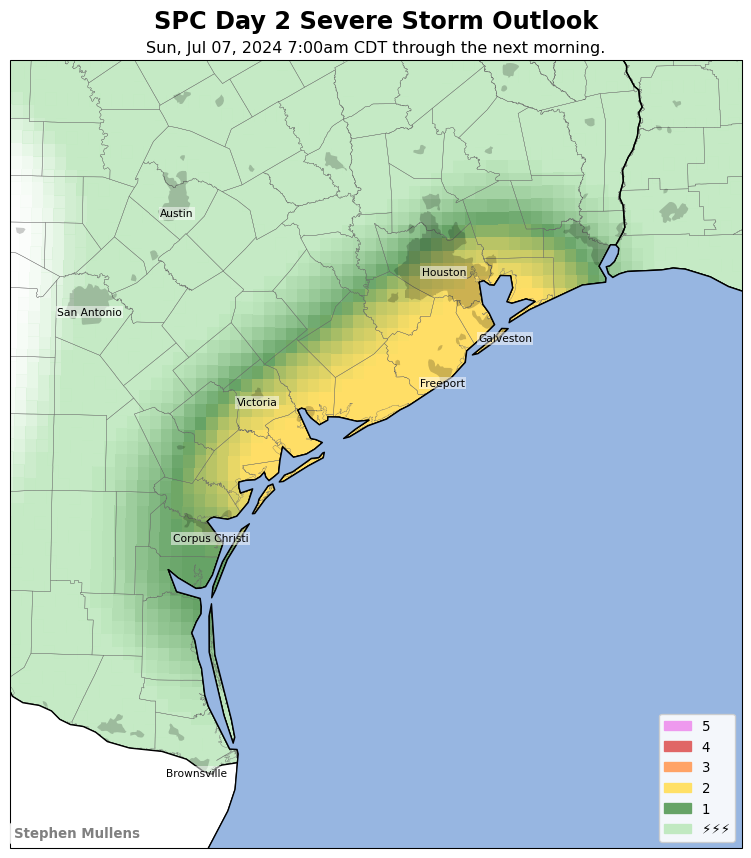 SPC Day 2 Severe Storm Outlook
Sun, Jul 07, 2024 7:00am CDT through the next morning.
Austin
Houston
San Antonio
Galveston
Freeport
Victoria
Corpus Christi
Brownsville
5
4
3
2
1
⚡⚡⚡
Stephen Mullens